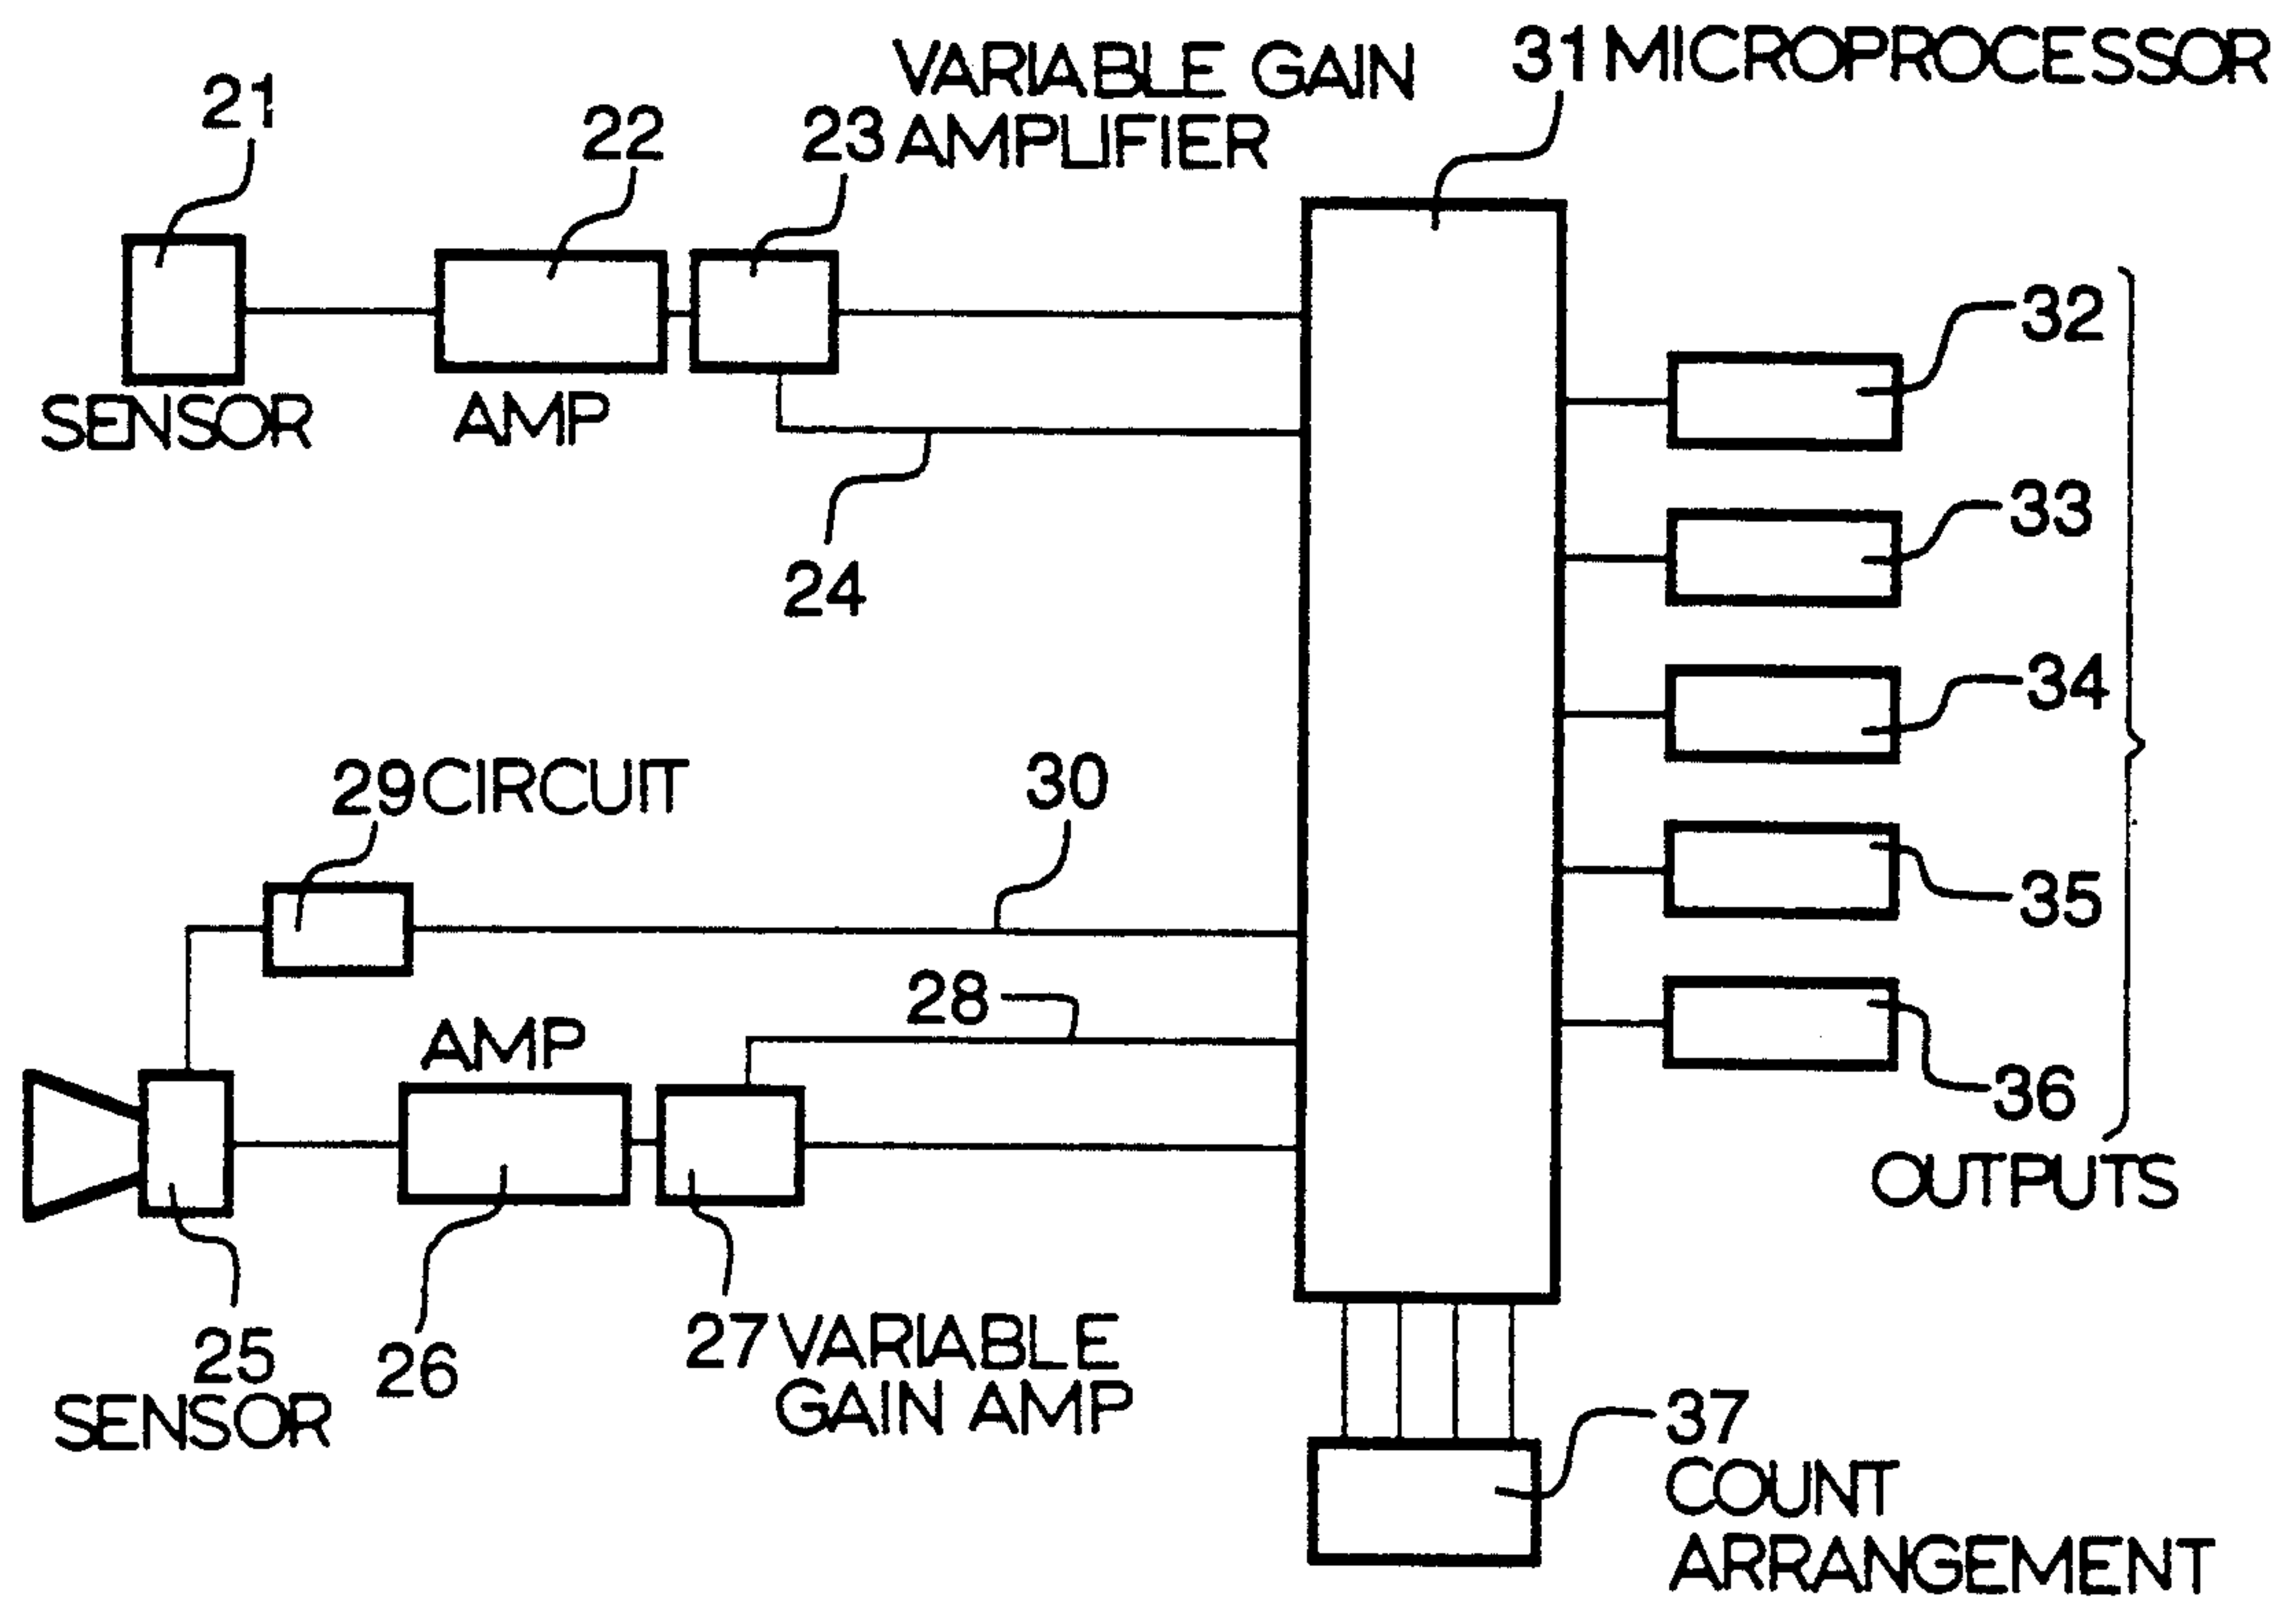 21
22
VARIABLE GAIN
23 AMPLIFIER
31 MICROPROCESSOR
SENSOR
AMP
24
32
33
34
35
36
OUTPUTS
29 CIRCUIT
30
28
AMP
25
SENSOR
26
27 VARIABLE
GAIN AMP
37
COUNT
ARRANGEMENT